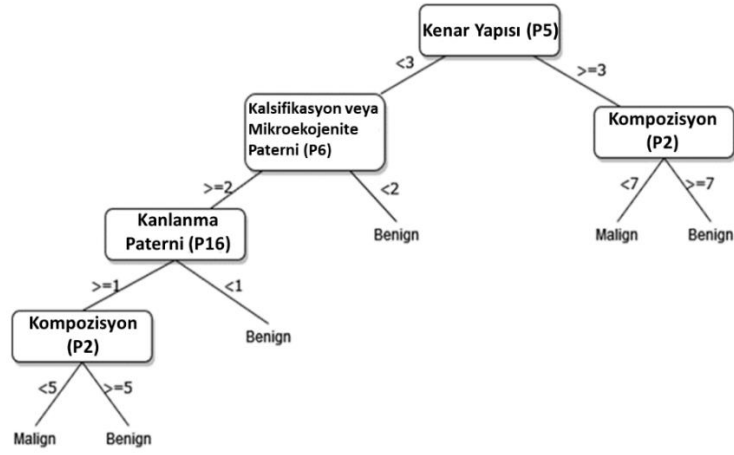 Kenar Yapısı (P5)
<3
>=3
Kalsifikasyon veya
Mikroekojenite
Paterni (P6)
Kompozisyon
(P2)
>=2
<2
<7
>=7
Kanlanma
Paterni (P16)
Benign
Malign
Benign
>=1
<1
Kompozisyon
(P2)
Benign
<5
>=5
Malign
Benign